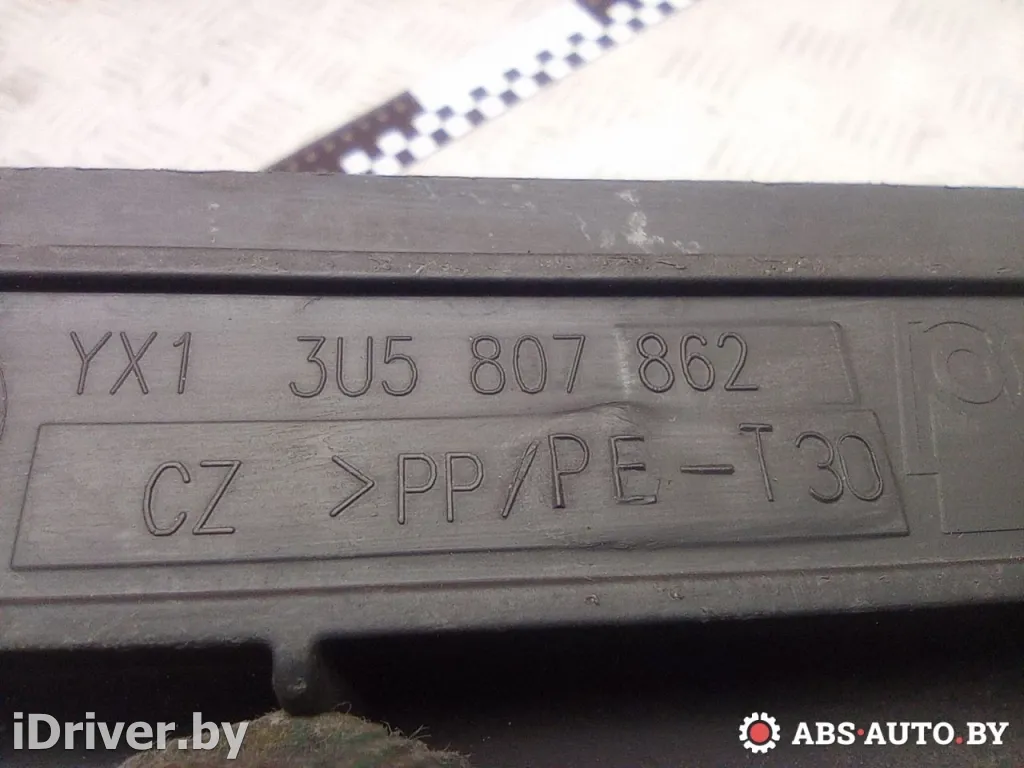 YX1 3U5 807 862
CZ >PP/PE-T30
iDriver.by
ABS-AUTO.BY